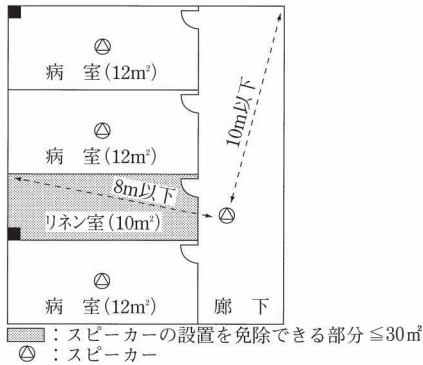 病 室(12m²)
10m以下
病 室(12m²)
8m以下
リネン室(10m²)
病 室(12m²)
廊 下
:スピーカーの設置を免除できる部分≦30㎡
:スピーカー